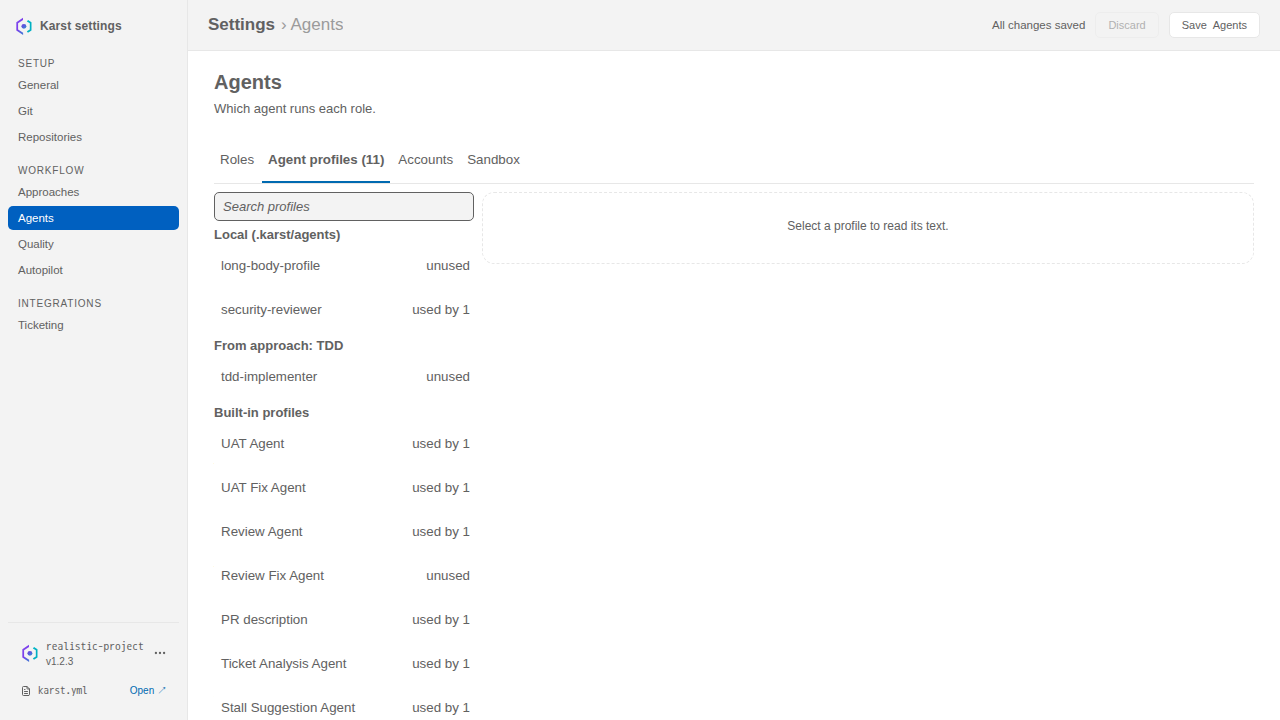 Karst settings
SETUP
General
Git
Repositories
WORKFLOW
Approaches
Agents
Quality
Autopilot
INTEGRATIONS
Ticketing
realistic-project
v1.2.3
karst.yml
Open ↗
Settings › Agents
All changes saved
Discard
Save Agents
Agents
Which agent runs each role.
Roles
Agent profiles (11)
Accounts
Sandbox
Search profiles
Local (.karst/agents)
long-body-profile unused
security-reviewer used by 1
From approach: TDD
tdd-implementer unused
Built-in profiles
UAT Agent used by 1
UAT Fix Agent used by 1
Review Agent used by 1
Review Fix Agent unused
PR description used by 1
Ticket Analysis Agent used by 1
Stall Suggestion Agent used by 1
Select a profile to read its text.